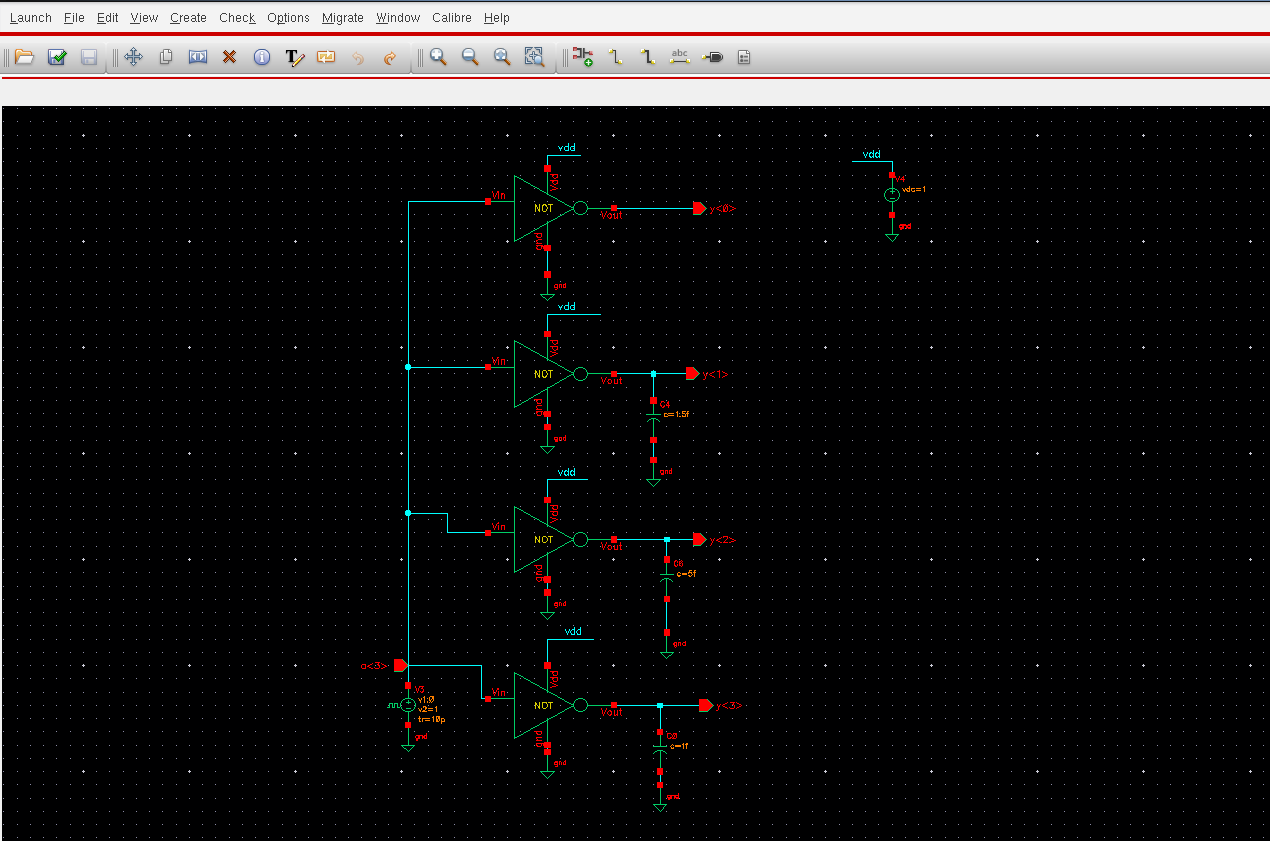 Launch File Edit View Create Check Options Migrate Window Calibre Help
abc
vdd
Vdd
Vin
NOT
Vout
y<0>
gnd
gnd
vdd
V4
vdc=1
gnd
vdd
Vdd
Vin
NOT
Vout
y<1>
gnd
gnd
C4
c=1.5f
gnd
vdd
Vdd
Vin
NOT
Vout
y<2>
gnd
gnd
c=5f
gnd
vdd
a<3>
Vdd
Vin
NOT
Vout
y<3>
gnd
gnd
V3
v1:0
v2=1
tr=10p
gnd
c=1f
gnd